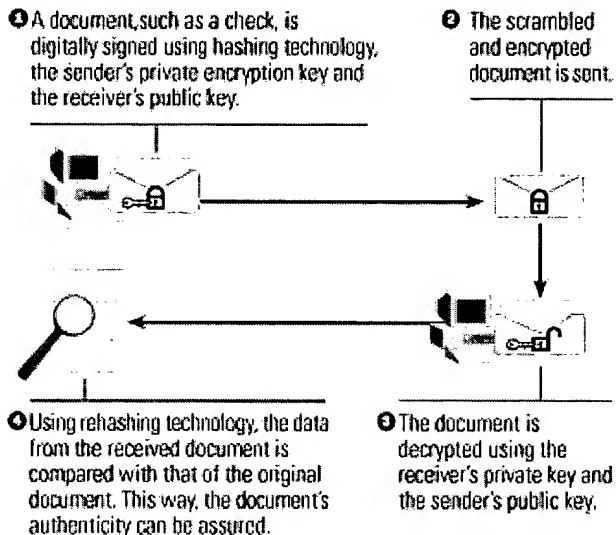 ❶ A document, such as a check, is
digitally signed using hashing technology,
the sender's private encryption key and
the receiver's public key.
❷ The scrambled
and encrypted
document is sent.
❸ The document is
decrypted using the
receiver's private key and
the sender's public key.
❹ Using rehashing technology, the data
from the received document is
compared with that of the original
document. This way, the document's
authenticity can be assured.